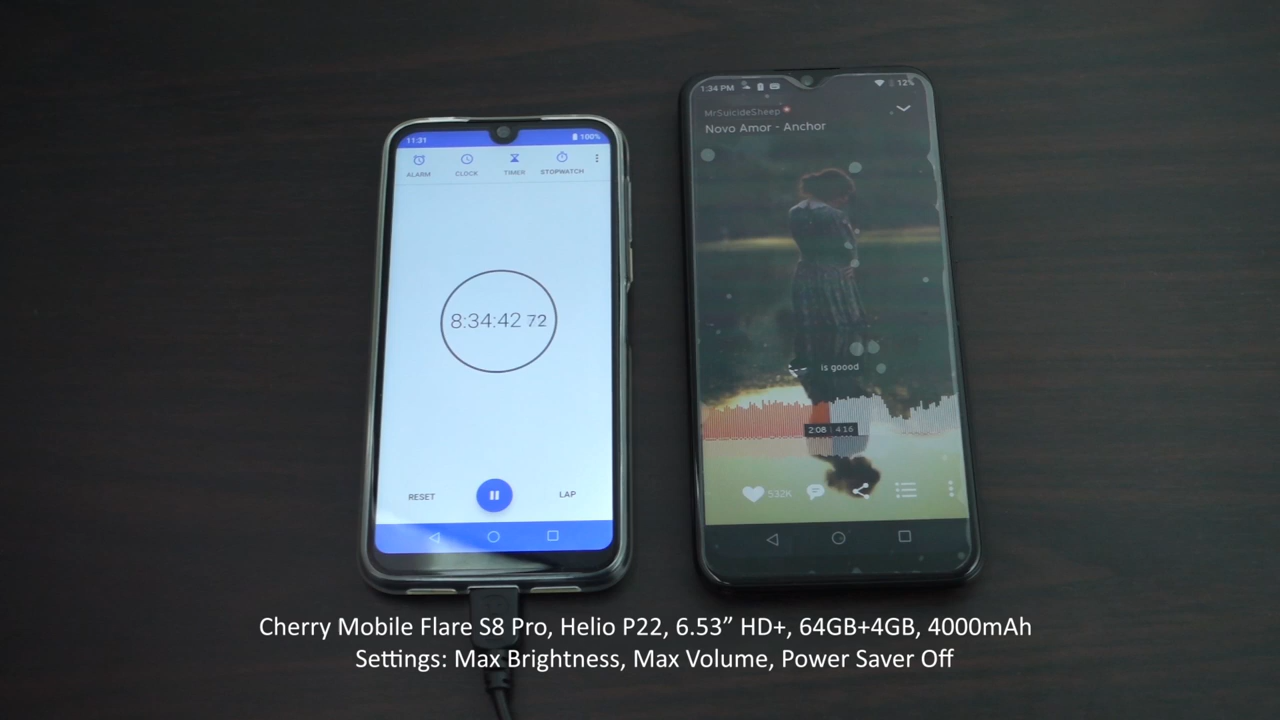 11:31
100%
ALARM
CLOCK
TIMER
STOPWATCH
8:34:42 72
RESET
LAP
1:34 PM
12%
MrSuicideSheep
Novo Amor - Anchor
is goood
2:08 | 4:16
532K
Cherry Mobile Flare S8 Pro, Helio P22, 6.53” HD+, 64GB+4GB, 4000mAh
Settings: Max Brightness, Max Volume, Power Saver Off